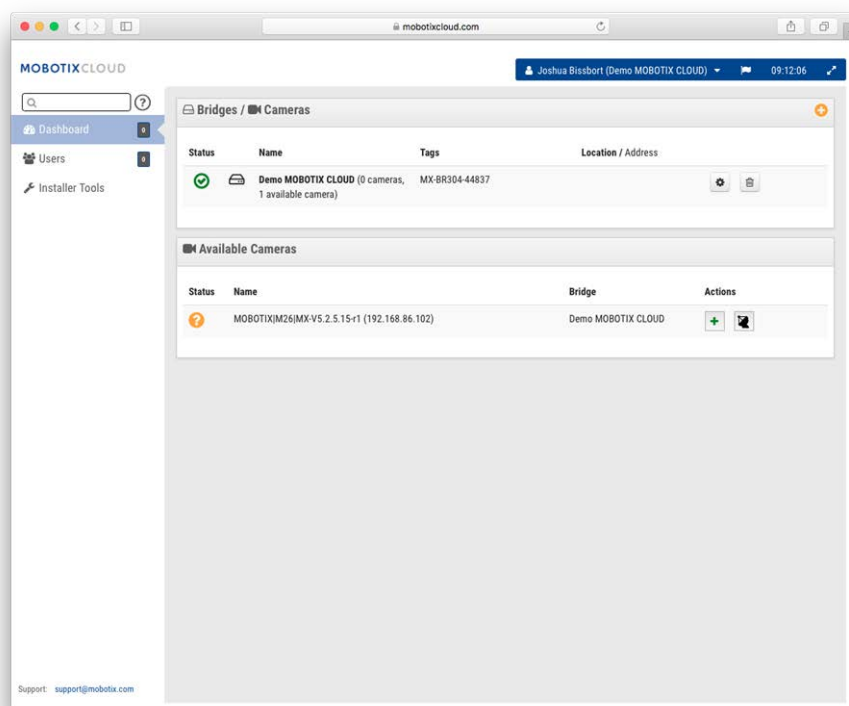 mobotixcloud.com
MOBOTIXCLOUD
Joshua Bissbort (Demo MOBOTIX CLOUD)
09:12:06
Dashboard
0
Users
0
Installer Tools
Bridges / Cameras
Status Name Tags Location / Address
Demo MOBOTIX CLOUD (0 cameras, MX-BR304-44837
1 available camera)
Available Cameras
Status Name Bridge Actions
MOBOTIX|M26|MX-V5.2.5.15-r1 (192.168.86.102) Demo MOBOTIX CLOUD
Support: support@mobotix.com